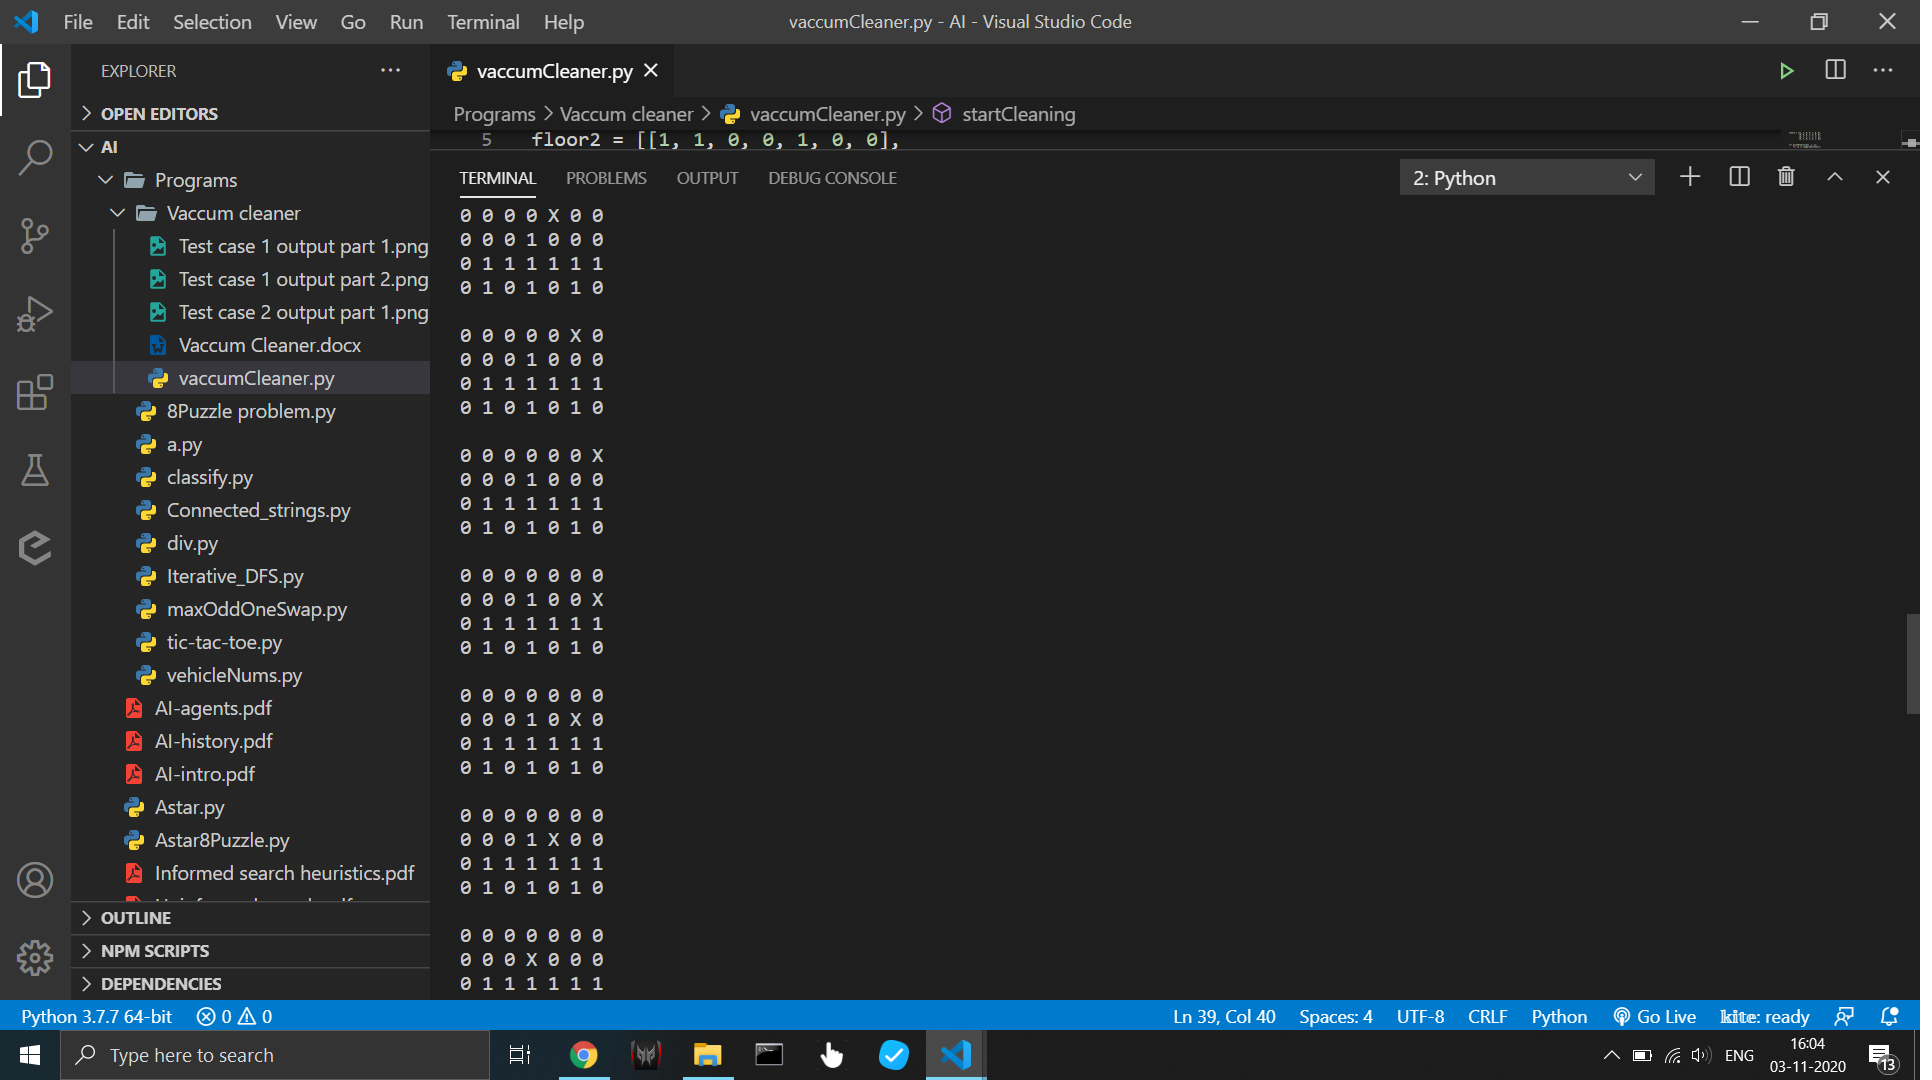 File Edit Selection View Go Run Terminal Help
vaccumCleaner.py - AI - Visual Studio Code
EXPLORER
OPEN EDITORS
AI
Programs
Vaccum cleaner
Test case 1 output part 1.png
Test case 1 output part 2.png
Test case 2 output part 1.png
Vaccum Cleaner.docx
vaccumCleaner.py
8Puzzle problem.py
a.py
classify.py
Connected_strings.py
div.py
Iterative_DFS.py
maxOddOneSwap.py
tic-tac-toe.py
vehicleNums.py
AI-agents.pdf
AI-history.pdf
AI-intro.pdf
Astar.py
Astar8Puzzle.py
Informed search heuristics.pdf
OUTLINE
NPM SCRIPTS
DEPENDENCIES
vaccumCleaner.py
Programs > Vaccum cleaner > vaccumCleaner.py > startCleaning
5 floor2 = [[1, 1, 0, 0, 1, 0, 0],
TERMINAL PROBLEMS OUTPUT DEBUG CONSOLE
2: Python
0 0 0 0 X 0 0
0 0 0 1 0 0 0
0 1 1 1 1 1 1
0 1 0 1 0 1 0
0 0 0 0 0 X 0
0 0 0 1 0 0 0
0 1 1 1 1 1 1
0 1 0 1 0 1 0
0 0 0 0 0 0 X
0 0 0 1 0 0 0
0 1 1 1 1 1 1
0 1 0 1 0 1 0
0 0 0 0 0 0 0
0 0 0 1 0 0 X
0 1 1 1 1 1 1
0 1 0 1 0 1 0
0 0 0 0 0 0 0
0 0 0 1 0 X 0
0 1 1 1 1 1 1
0 1 0 1 0 1 0
0 0 0 0 0 0 0
0 0 0 1 X 0 0
0 1 1 1 1 1 1
0 1 0 1 0 1 0
0 0 0 0 0 0 0
0 0 0 X 0 0 0
0 1 1 1 1 1 1
Python 3.7.7 64-bit 0 0
Ln 39, Col 40 Spaces: 4 UTF-8 CRLF Python Go Live kite: ready
Type here to search
ENG
16:04
03-11-2020
13